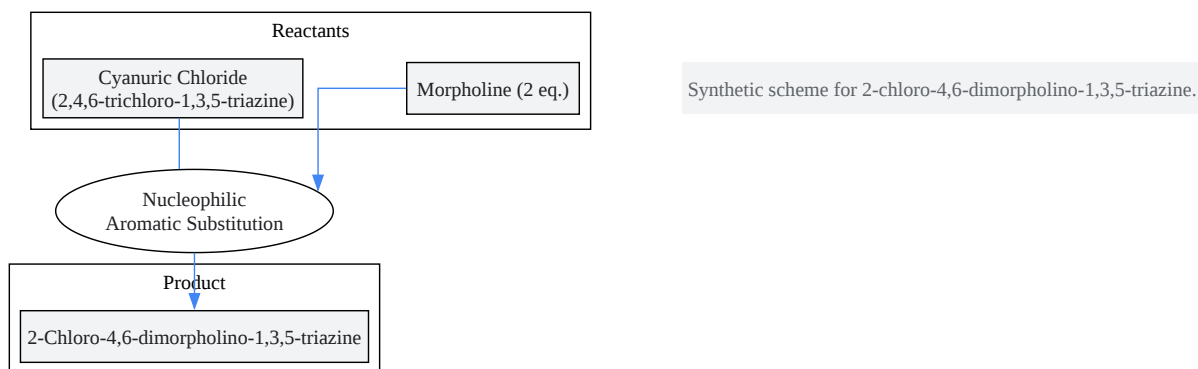 Reactants
Cyanuric Chloride
(2,4,6-trichloro-1,3,5-triazine)
Morpholine (2 eq.)
Synthetic scheme for 2-chloro-4,6-dimorpholino-1,3,5-triazine.
Nucleophilic
Aromatic Substitution
Product
2-Chloro-4,6-dimorpholino-1,3,5-triazine